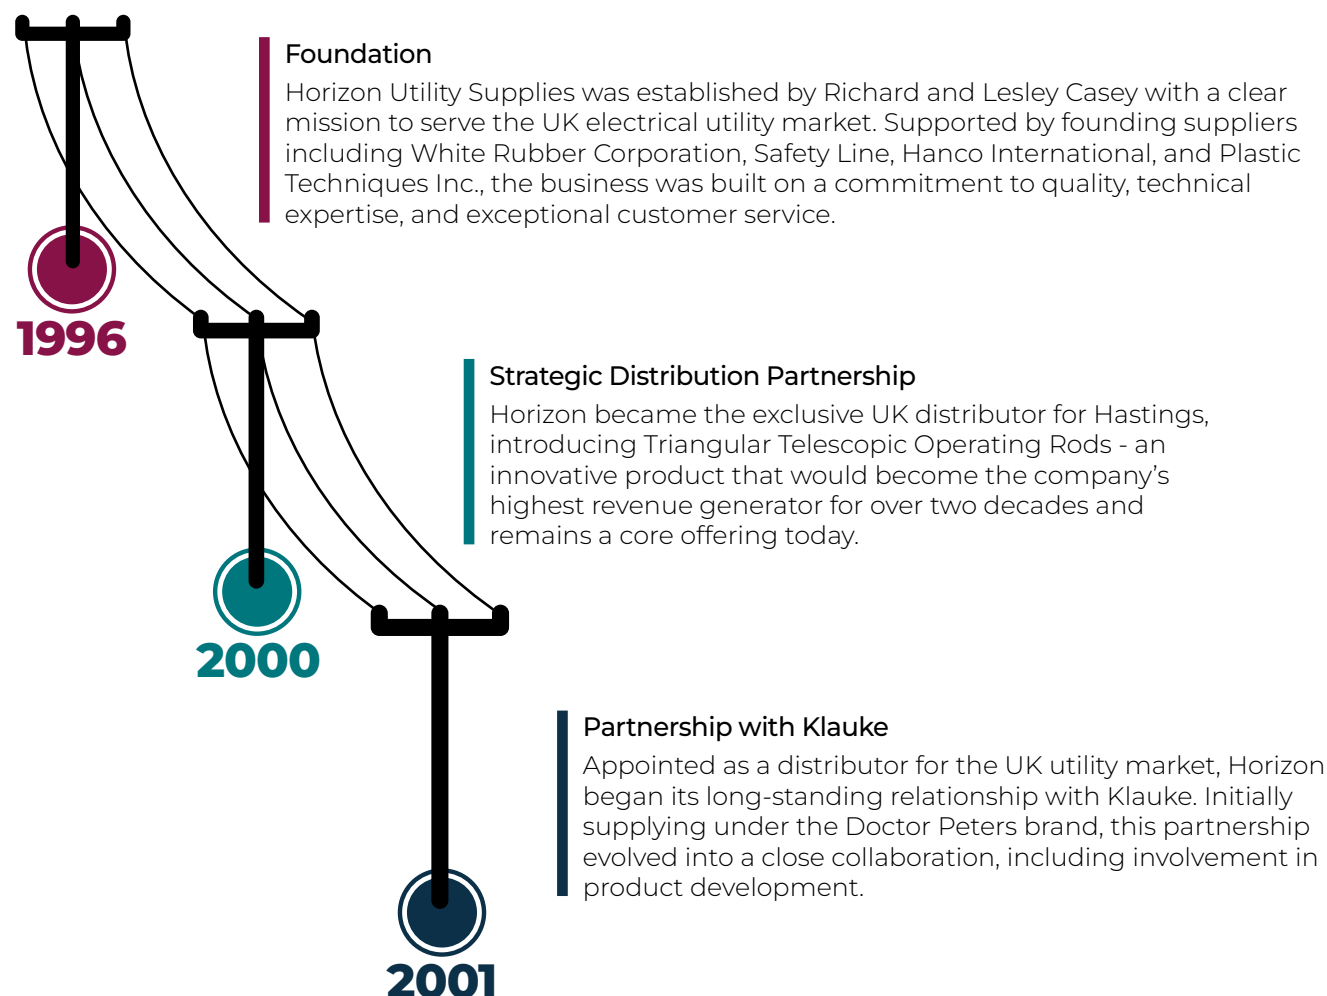 Foundation
Horizon Utility Supplies was established by Richard and Lesley Casey with a clear
mission to serve the UK electrical utility market. Supported by founding suppliers
including White Rubber Corporation, Safety Line, Hanco International, and Plastic
Techniques Inc., the business was built on a commitment to quality, technical
expertise, and exceptional customer service.
1996
Strategic Distribution Partnership
Horizon became the exclusive UK distributor for Hastings,
introducing Triangular Telescopic Operating Rods - an
innovative product that would become the company’s
highest revenue generator for over two decades and
remains a core offering today.
2000
Partnership with Klauke
Appointed as a distributor for the UK utility market, Horizon
began its long-standing relationship with Klauke. Initially
supplying under the Doctor Peters brand, this partnership
evolved into a close collaboration, including involvement in
product development.
2001